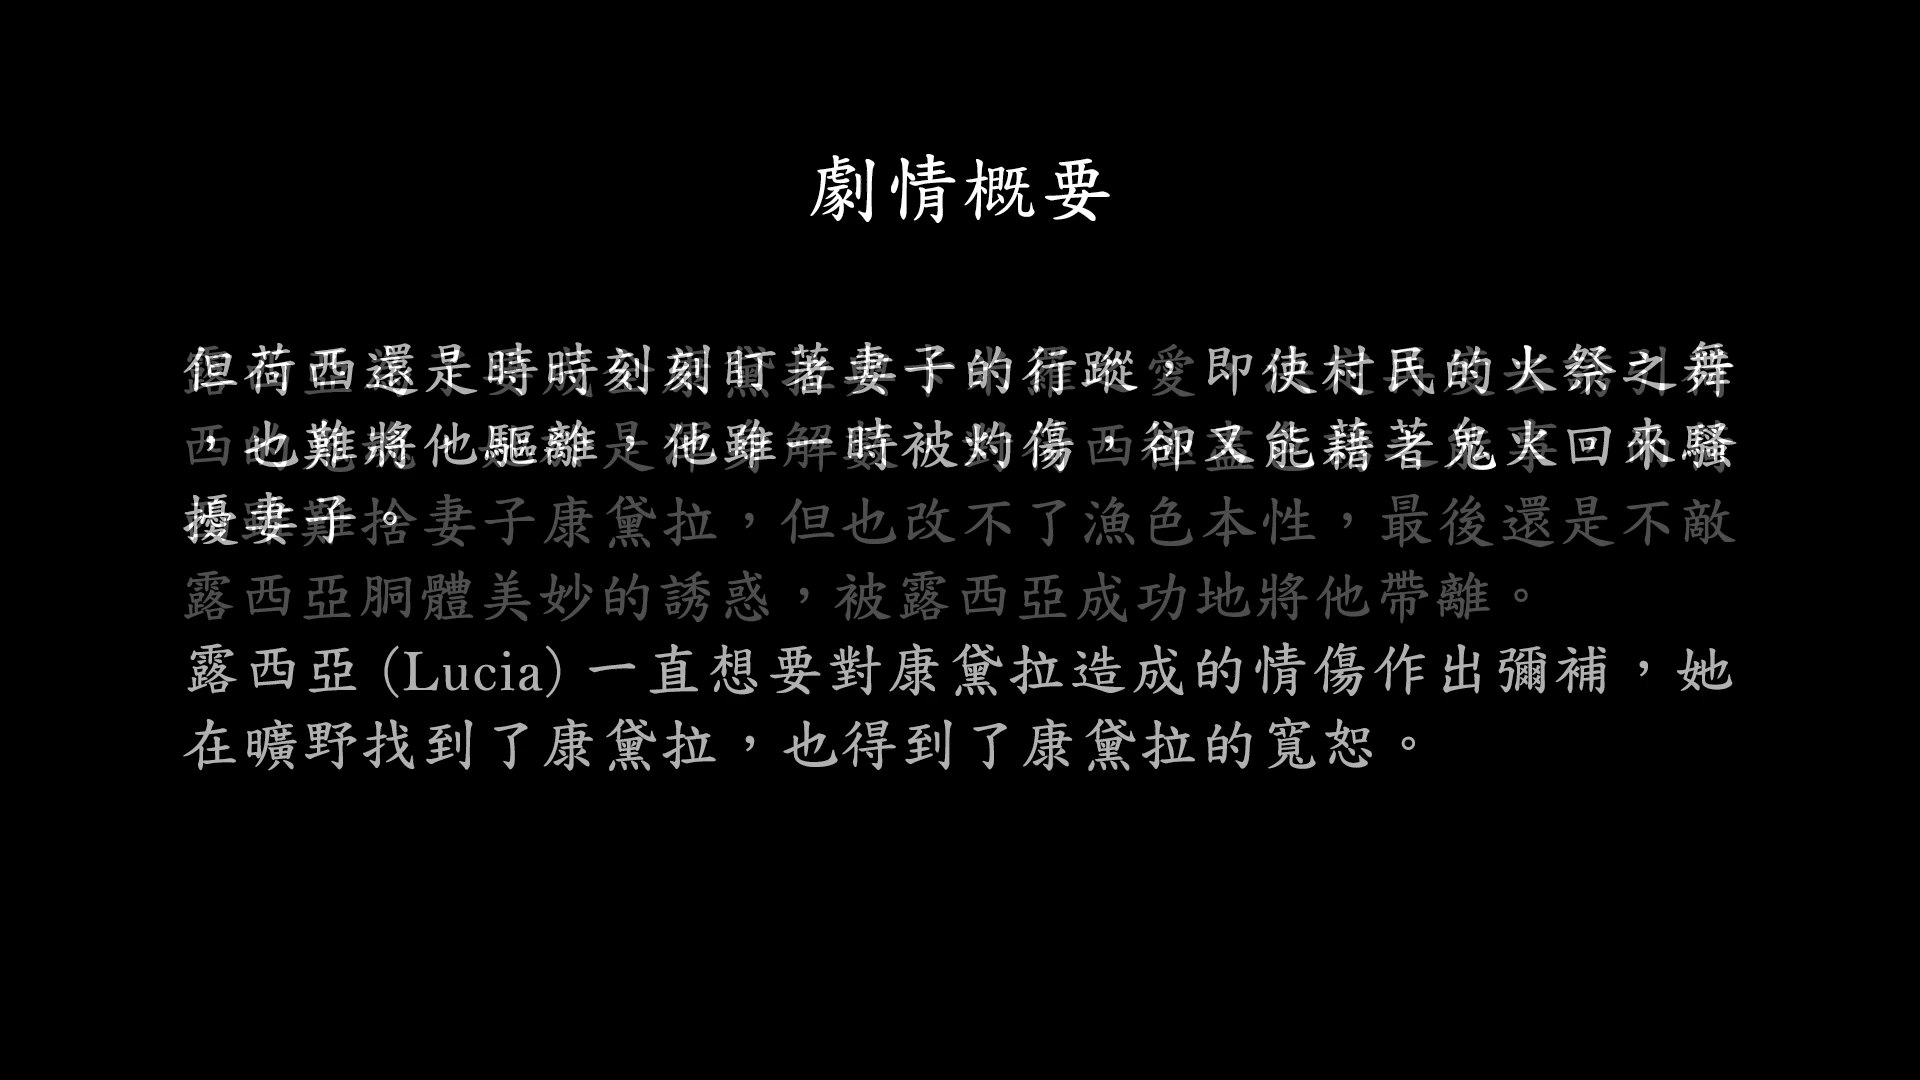 劇情概要
但荷西還是時時刻刻盯著妻子的行蹤，即使村民的火祭之舞
，也難將他驅離，他雖一時被灼傷，卻又能藉著鬼火回來騷
擾妻子。
難捨妻子康黛拉，但也改不了漁色本性，最後還是不敵
露西亞胴體美妙的誘惑，被露西亞成功地將他帶離。
露西亞 (Lucia) 一直想要對康黛拉造成的情傷作出彌補，她
在曠野找到了康黛拉，也得到了康黛拉的寬恕。